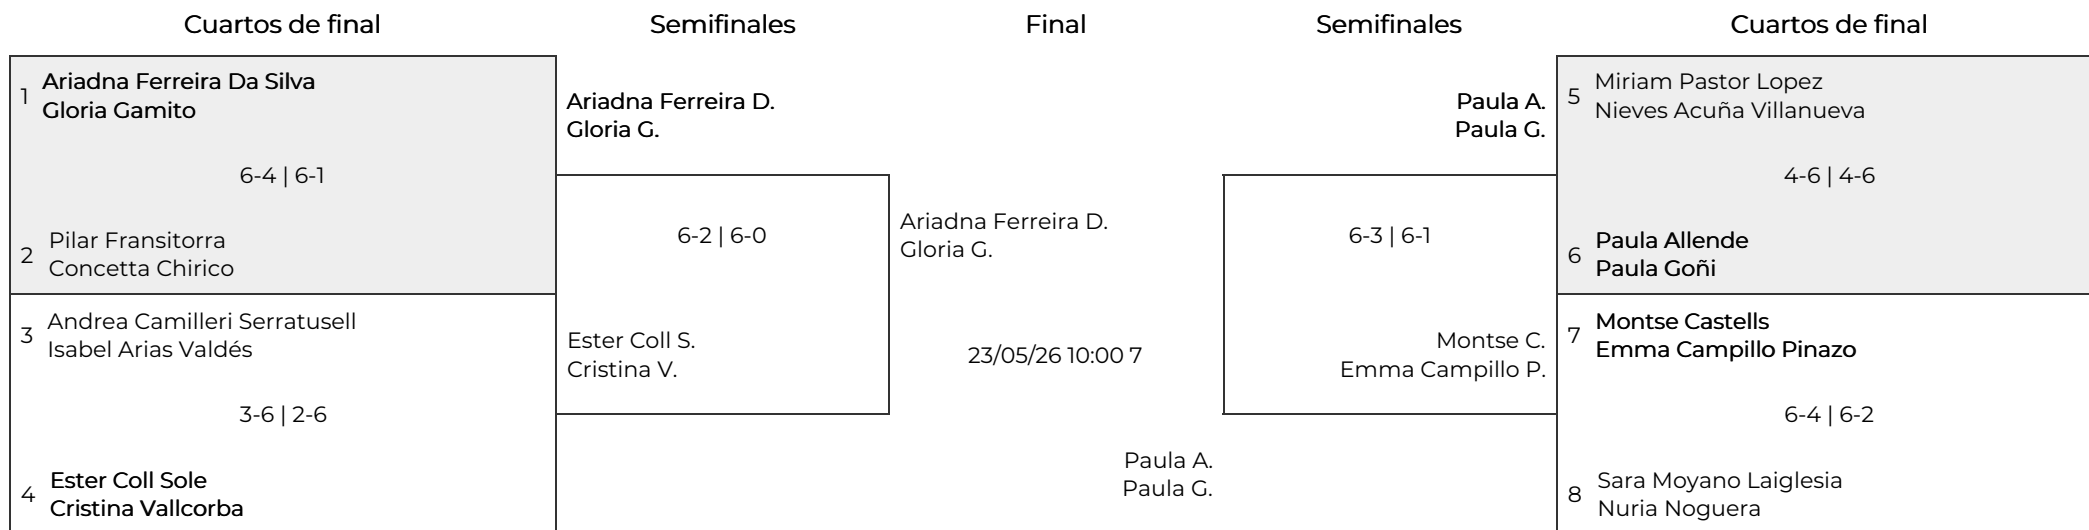 Cuartos de final
Semifinales
Final
Semifinales
Cuartos de final
1
Ariadna Ferreira Da Silva
Gloria Gamito
6-4 | 6-1
2
Pilar Fransitorra
Concetta Chirico
3
Andrea Camilleri Serratusell
Isabel Arias Valdés
3-6 | 2-6
4
Ester Coll Sole
Cristina Vallcorba
Ariadna Ferreira D.
Gloria G.
6-2 | 6-0
Ester Coll S.
Cristina V.
Ariadna Ferreira D.
Gloria G.
23/05/26 10:00 7
Paula A.
Paula G.
Paula A.
Paula G.
6-3 | 6-1
Montse C.
Emma Campillo P.
5
Miriam Pastor Lopez
Nieves Acuña Villanueva
4-6 | 4-6
6
Paula Allende
Paula Goñi
7
Montse Castells
Emma Campillo Pinazo
6-4 | 6-2
8
Sara Moyano Laiglesia
Nuria Noguera